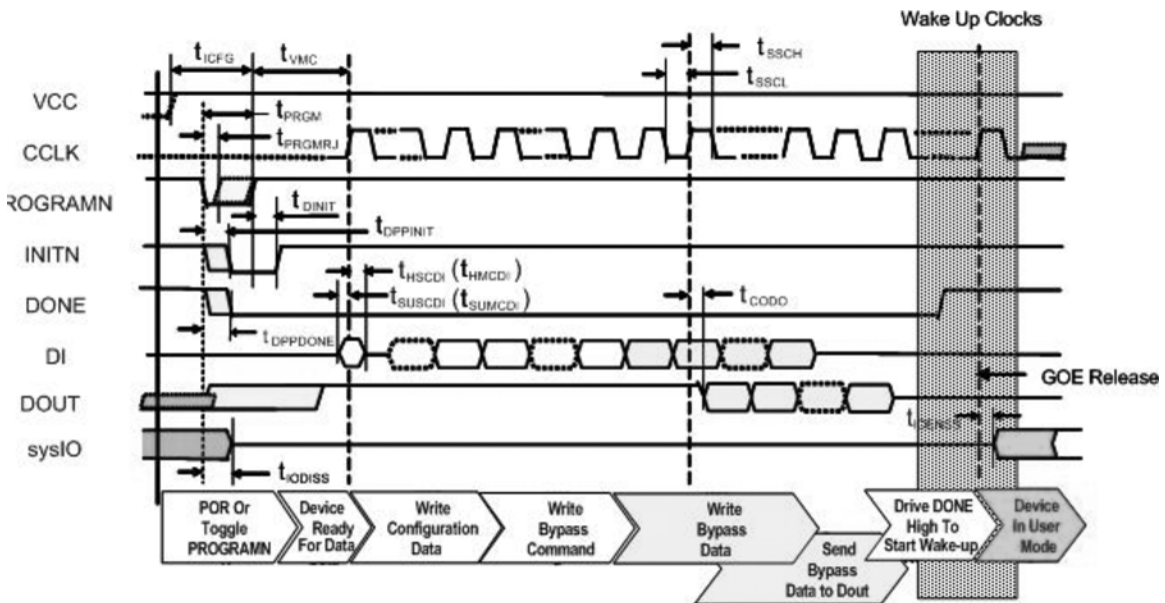 Wake Up Clocks
tICFG
tVMC
tSSCH
tSSCL
VCC
tPRGM
tPRGMRJ
CCLK
ROGRAMN
tDINIT
tDPPINIT
INITN
tHSCDI (tHMCDI)
tSUSCDI (tSUMCDI)
tCODO
DONE
tDPPDONE
DI
GOE Release
DOUT
tIOENSS
sysIO
tIODISS
POR Or
Toggle
PROGRAMN
Device
Ready
For Data
Write
Configuration
Data
Write
Bypass
Command
Write
Bypass
Data
Send
Bypass
Data to Dout
Drive DONE
High To
Start Wake-up
Device
in User
Mode